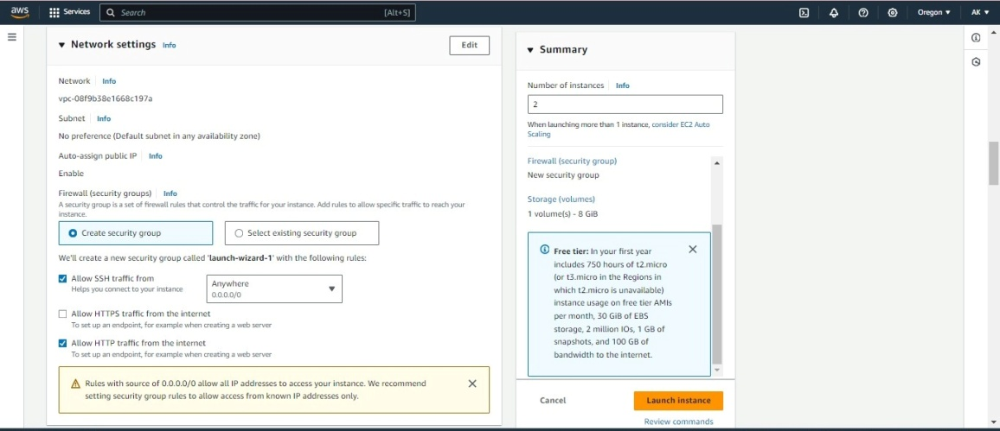 aws Services Search [Alt+S] Oregon ▼ AK ▼
Network settings Info
Edit
Network Info
vpc-08f9b38e1668c197a
Subnet Info
No preference (Default subnet in any availability zone)
Auto-assign public IP Info
Enable
Firewall (security groups) Info
A security group is a set of firewall rules that control the traffic for your instance. Add rules to allow specific traffic to reach your
instance.
Create security group
Select existing security group
We'll create a new security group called 'launch-wizard-1' with the following rules:
Allow SSH traffic from
Helps you connect to your instance
Anywhere
0.0.0.0/0
Allow HTTPS traffic from the internet
To set up an endpoint, for example when creating a web server
Allow HTTP traffic from the internet
To set up an endpoint, for example when creating a web server
Rules with source of 0.0.0.0/0 allow all IP addresses to access your instance. We recommend
setting security group rules to allow access from known IP addresses only.
Summary
Number of instances Info
2
When launching more than 1 instance, consider EC2 Auto
Scaling
Firewall (security group)
New security group
Storage (volumes)
1 volume(s) - 8 GiB
Free tier: In your first year
includes 750 hours of t2.micro
(or t3.micro in the Regions in
which t2.micro is unavailable)
instance usage on free tier AMIs
per month, 30 GiB of EBS
storage, 2 million IOs, 1 GB of
snapshots, and 100 GB of
bandwidth to the internet.
Cancel
Launch instance
Review commands